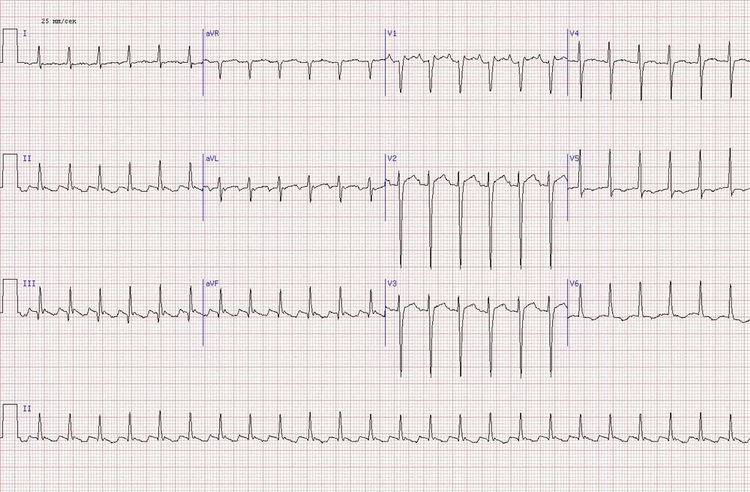 25 мм/сек
I aVR V1 V4
II aVL V2 V5
III aVF V3 V6
II